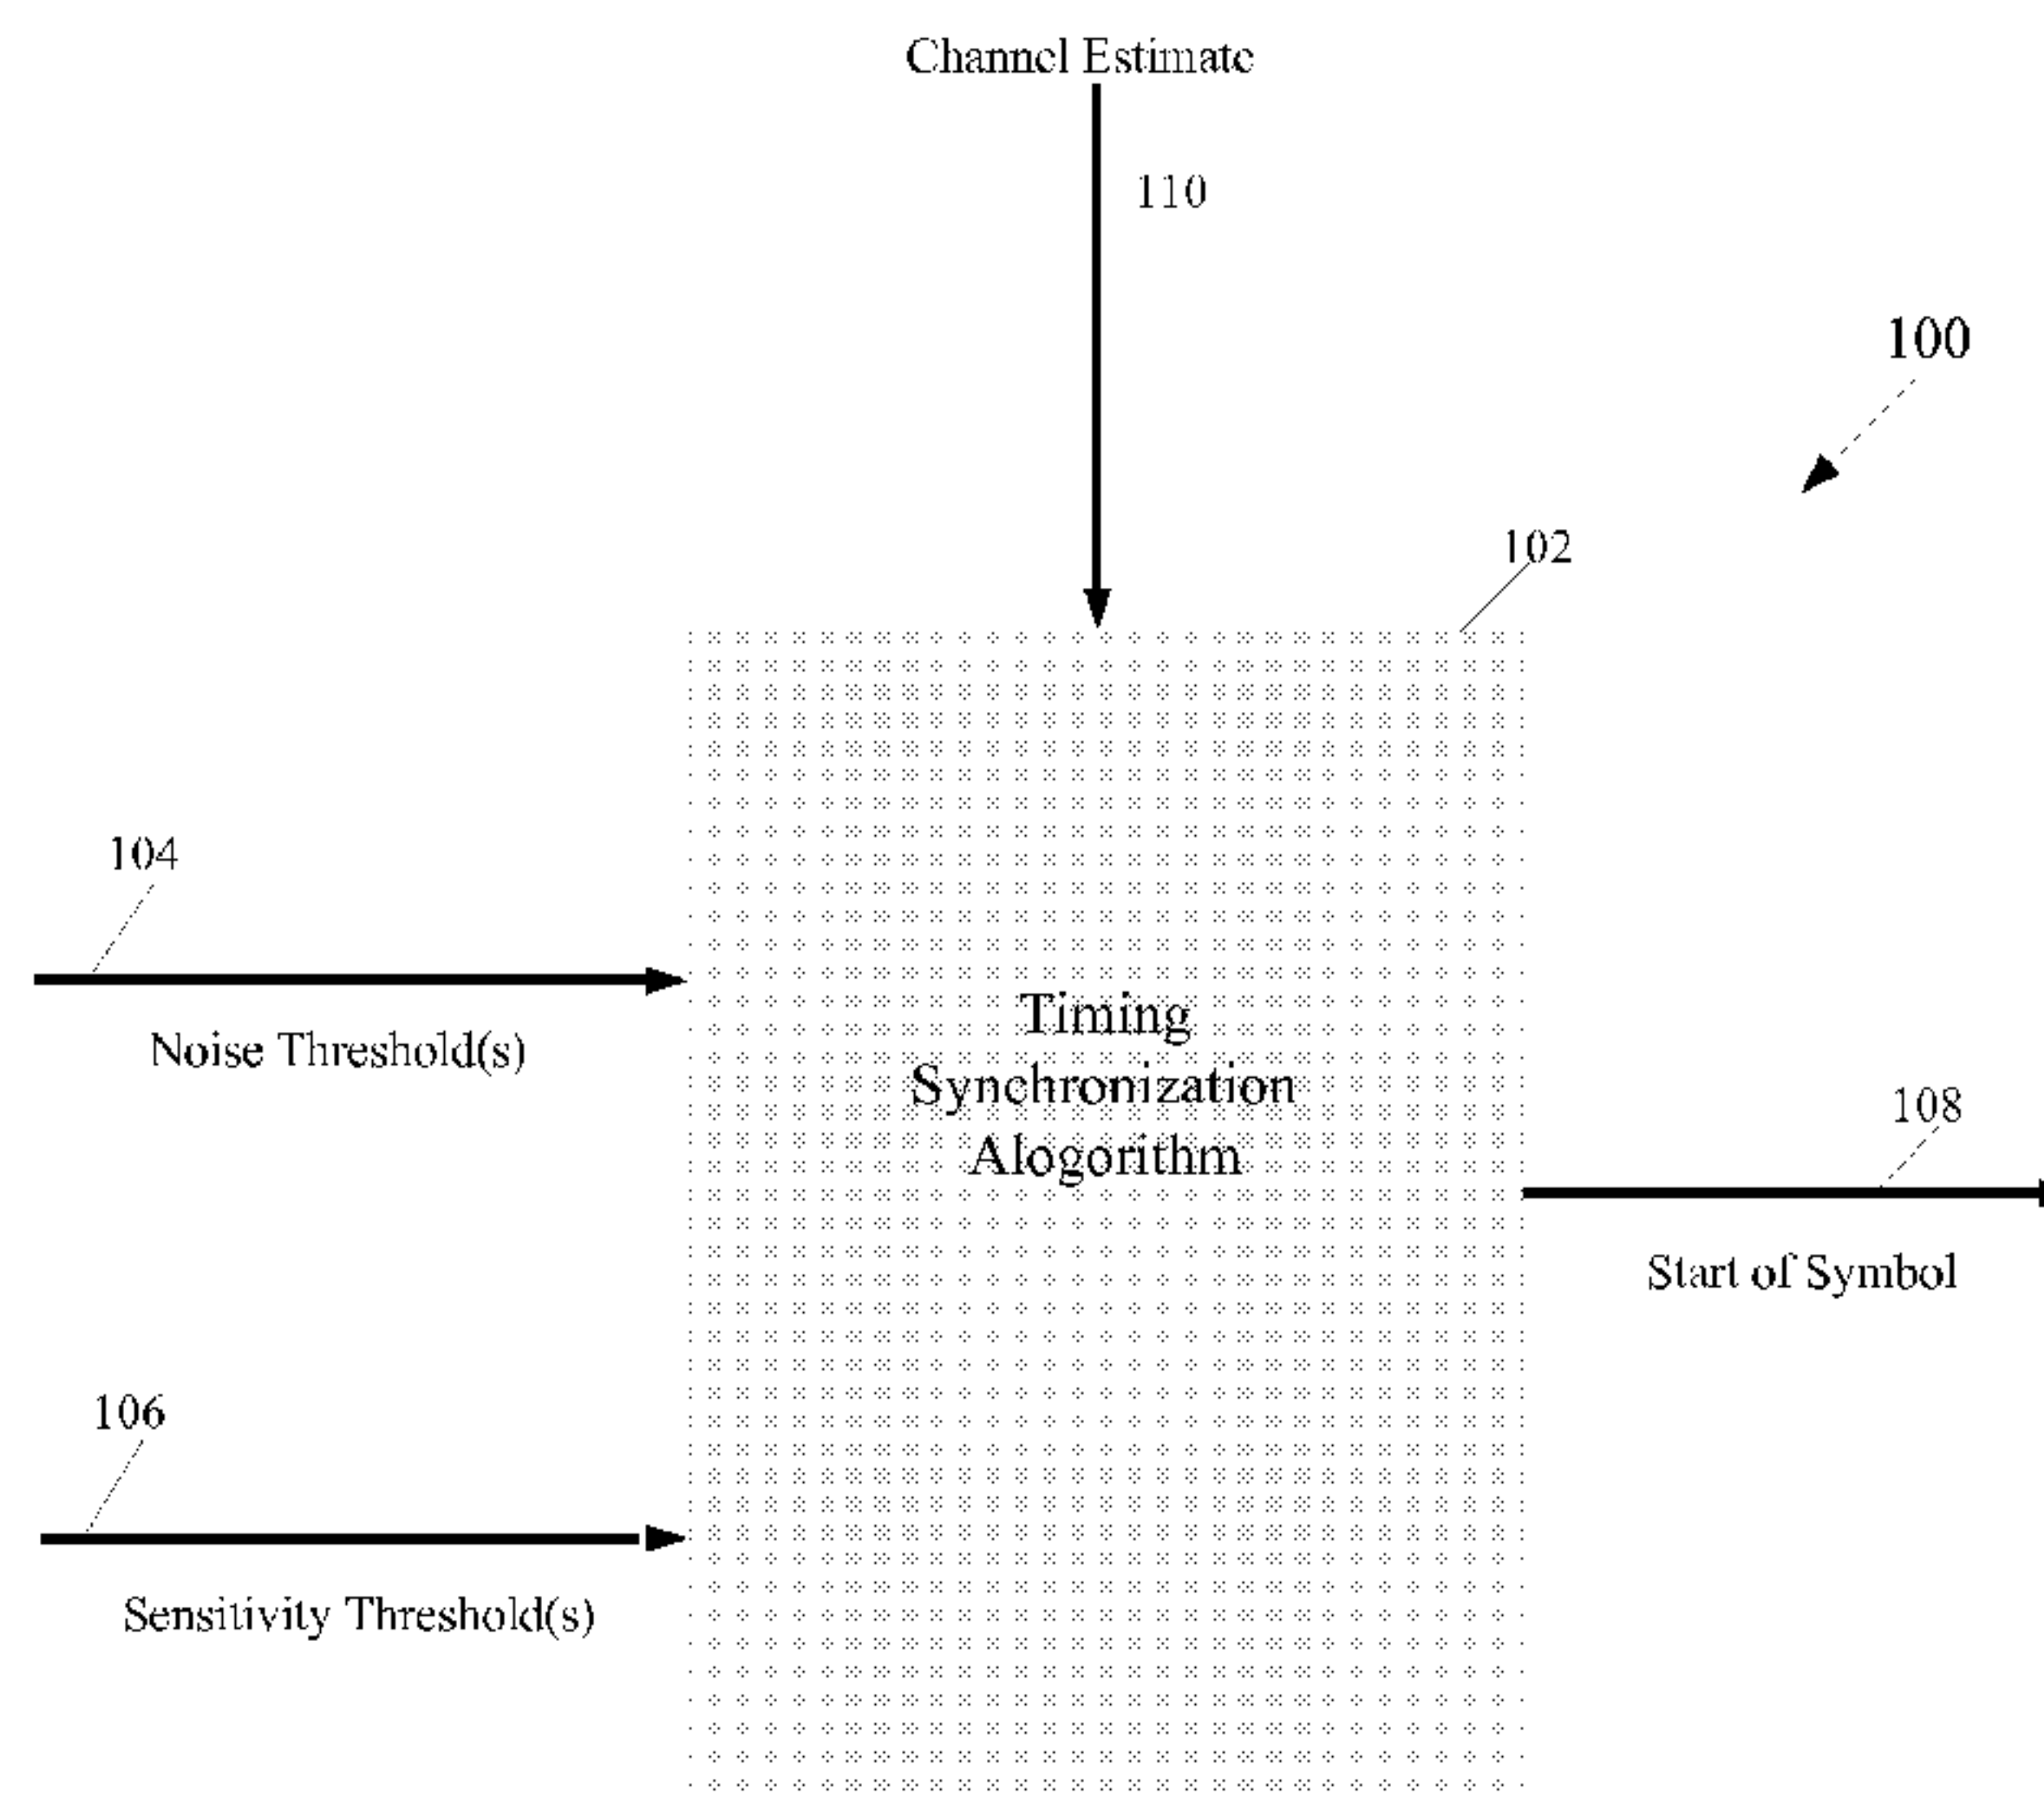 Channel Estimate
110
100
102
104
Noise Threshold(s)
Timing
Synchronization
Alogorithm
108
Start of Symbol
106
Sensitivity Threshold(s)